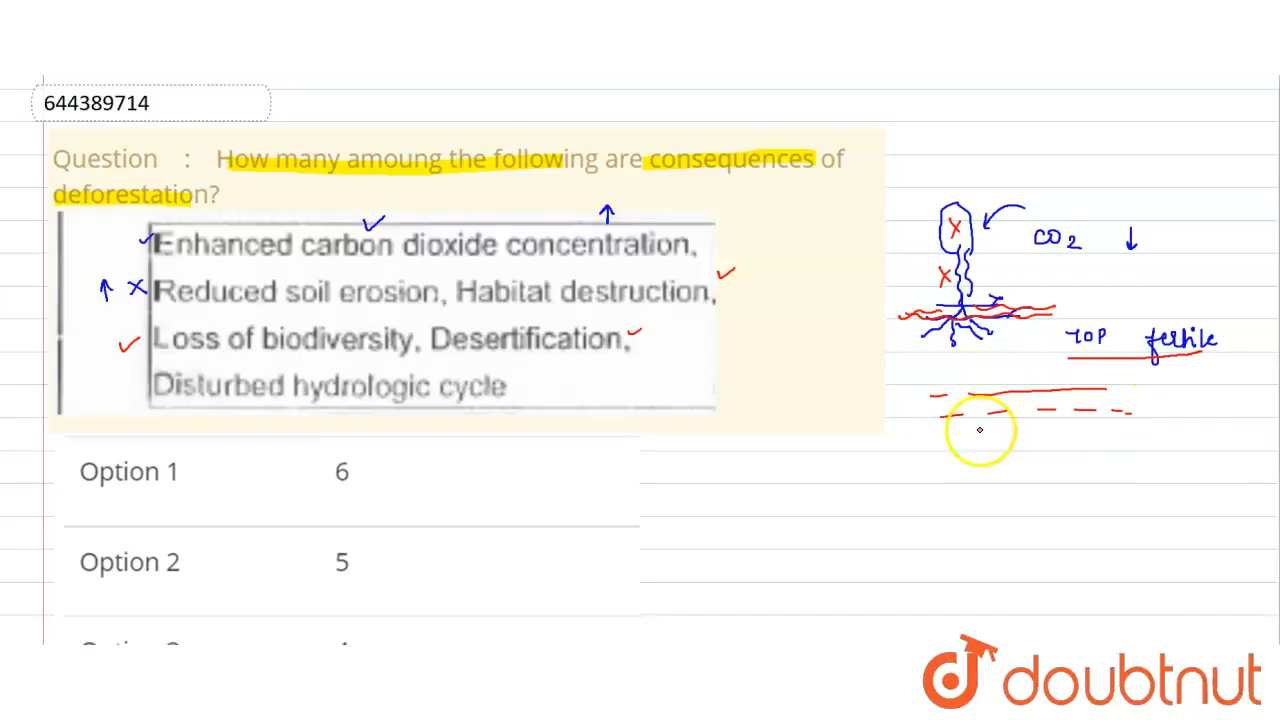 644389714
Question : How many amoung the following are consequences of
deforestation?
Enhanced carbon dioxide concentration,
Reduced soil erosion, Habitat destruction,
Loss of biodiversity, Desertification,
Disturbed hydrologic cycle
CO2
TOP fertile
Option 1 6
Option 2 5
doubtnut